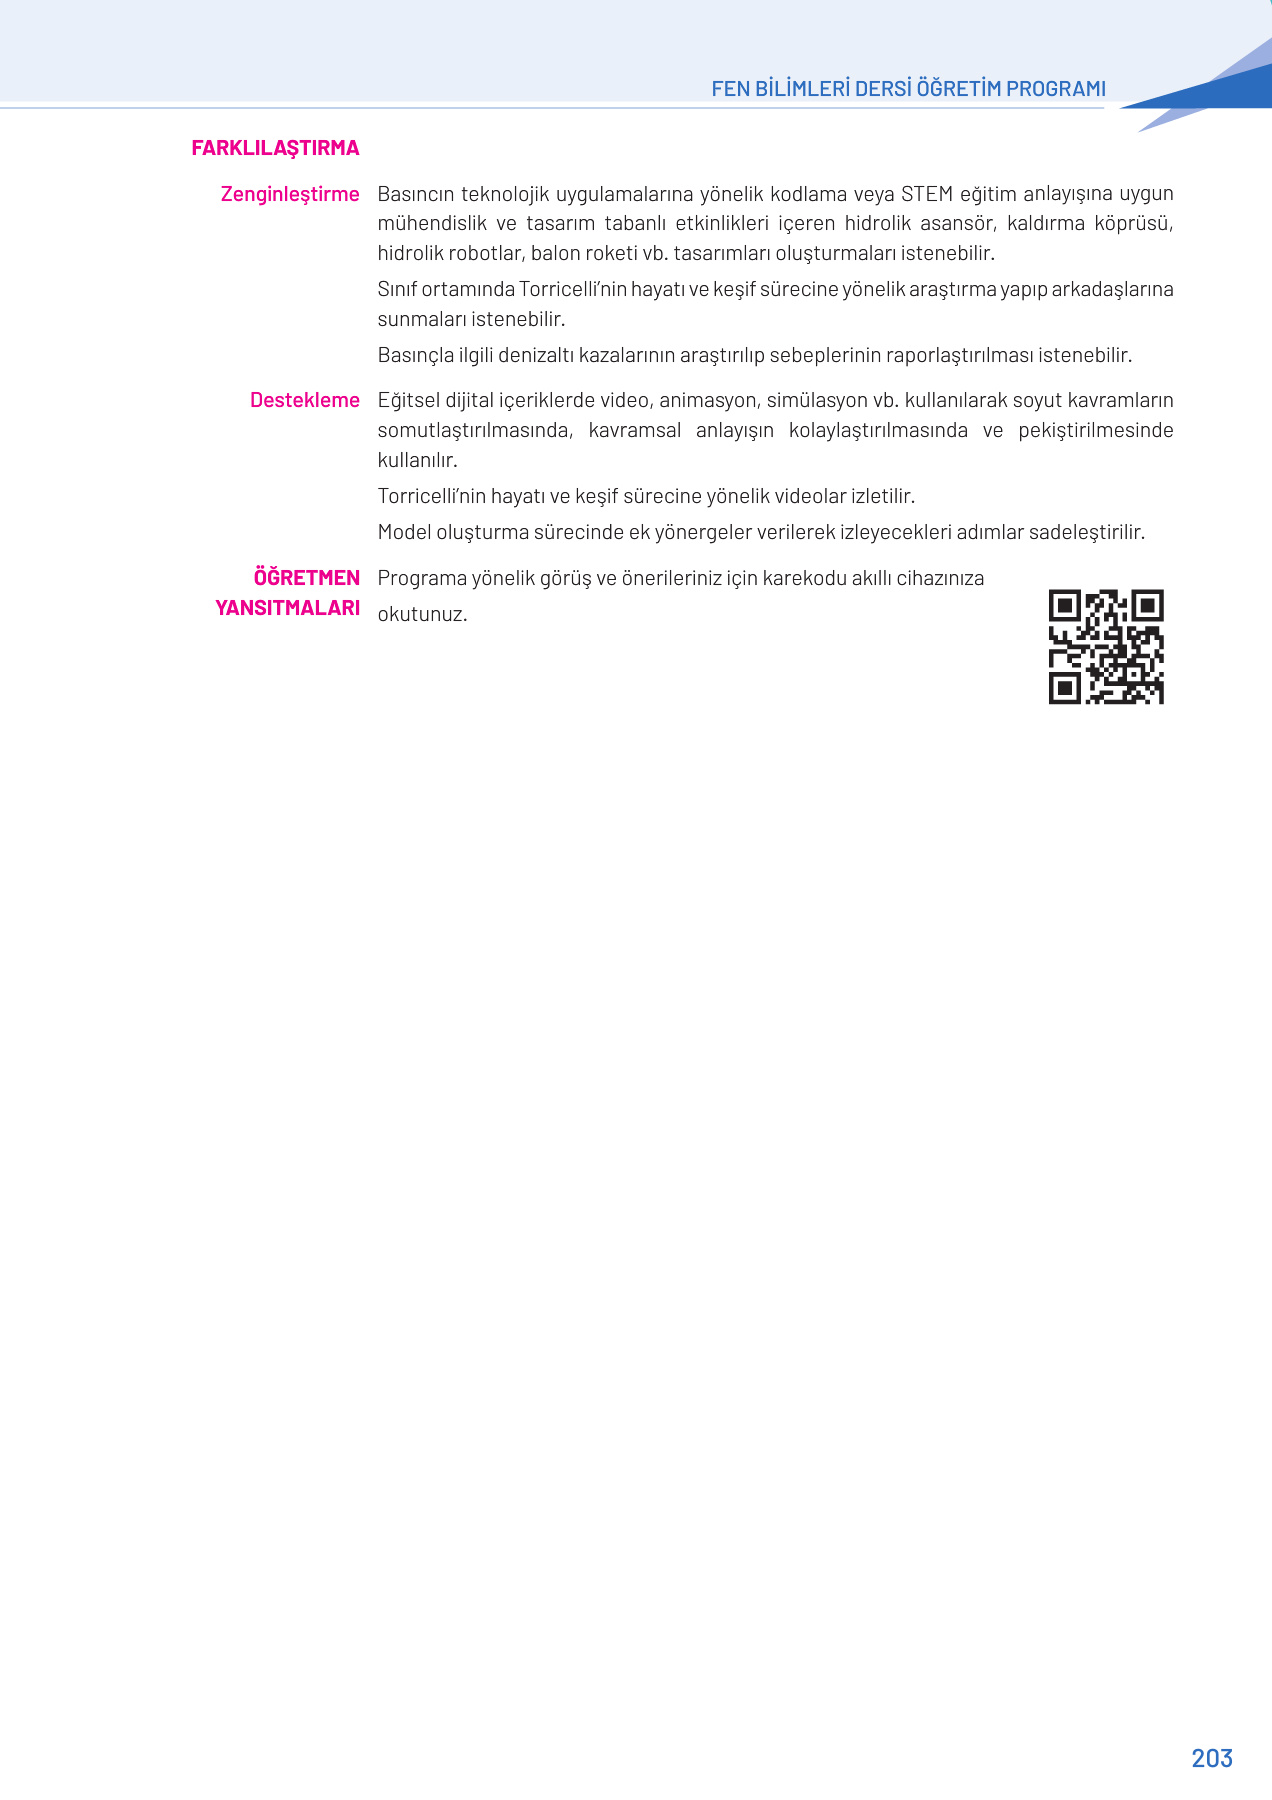 FEN BİLİMLERİ DERSİ ÖĞRETİM PROGRAMI
FARKLILAŞTIRMA
Zenginleştirme Basıncın teknolojik uygulamalarına yönelik kodlama veya STEM eğitim anlayışına uygun
mühendislik ve tasarım tabanlı etkinlikleri içeren hidrolik asansör, kaldırma köprüsü,
hidrolik robotlar, balon roketi vb. tasarımları oluşturmaları istenebilir.
Sınıf ortamında Torricelli’nin hayatı ve keşif sürecine yönelik araştırma yapıp arkadaşlarına
sunmaları istenebilir.
Basınçla ilgili denizaltı kazalarının araştırılıp sebeplerinin raporlaştırılması istenebilir.
Destekleme Eğitsel dijital içeriklerde video, animasyon, simülasyon vb. kullanılarak soyut kavramların
somutlaştırılmasında, kavramsal anlayışın kolaylaştırılmasında ve pekiştirilmesinde
kullanılır.
Torricelli’nin hayatı ve keşif sürecine yönelik videolar izletilir.
Model oluşturma sürecinde ek yönergeler verilerek izleyecekleri adımlar sadeleştirilir.
ÖĞRETMEN
YANSITMALARI
Programa yönelik görüş ve önerileriniz için karekodu akıllı cihazınıza
okutunuz.
203